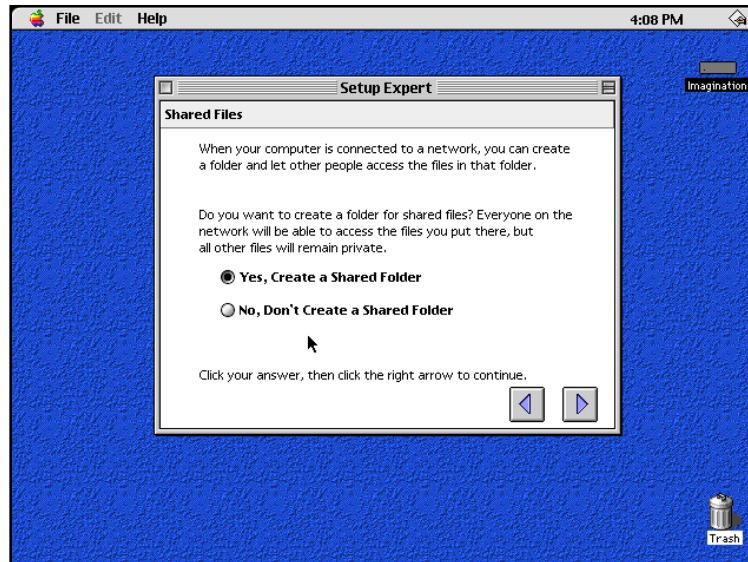 File Edit Help 4:08 PM
Imagination
Setup Expert
Shared Files
When your computer is connected to a network, you can create
a folder and let other people access the files in that folder.
Do you want to create a folder for shared files? Everyone on the
network will be able to access the files you put there, but
all other files will remain private.
Yes, Create a Shared Folder
No, Don't Create a Shared Folder
Click your answer, then click the right arrow to continue.
Trash